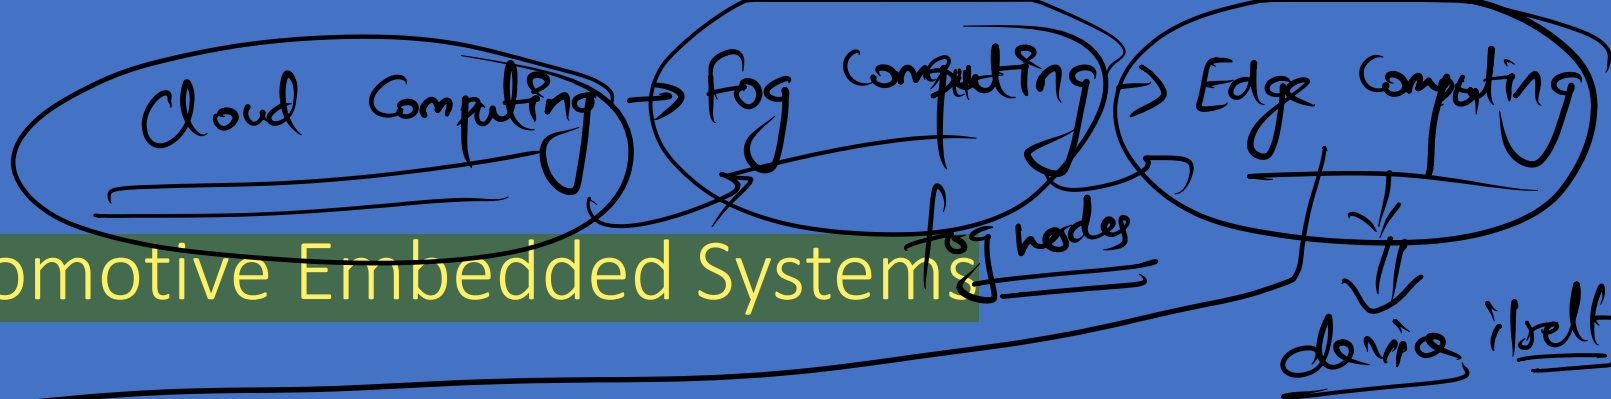 Cloud Computing → Fog Computing → Edge Computing
fog nodes
omotive Embedded Systems
device itself